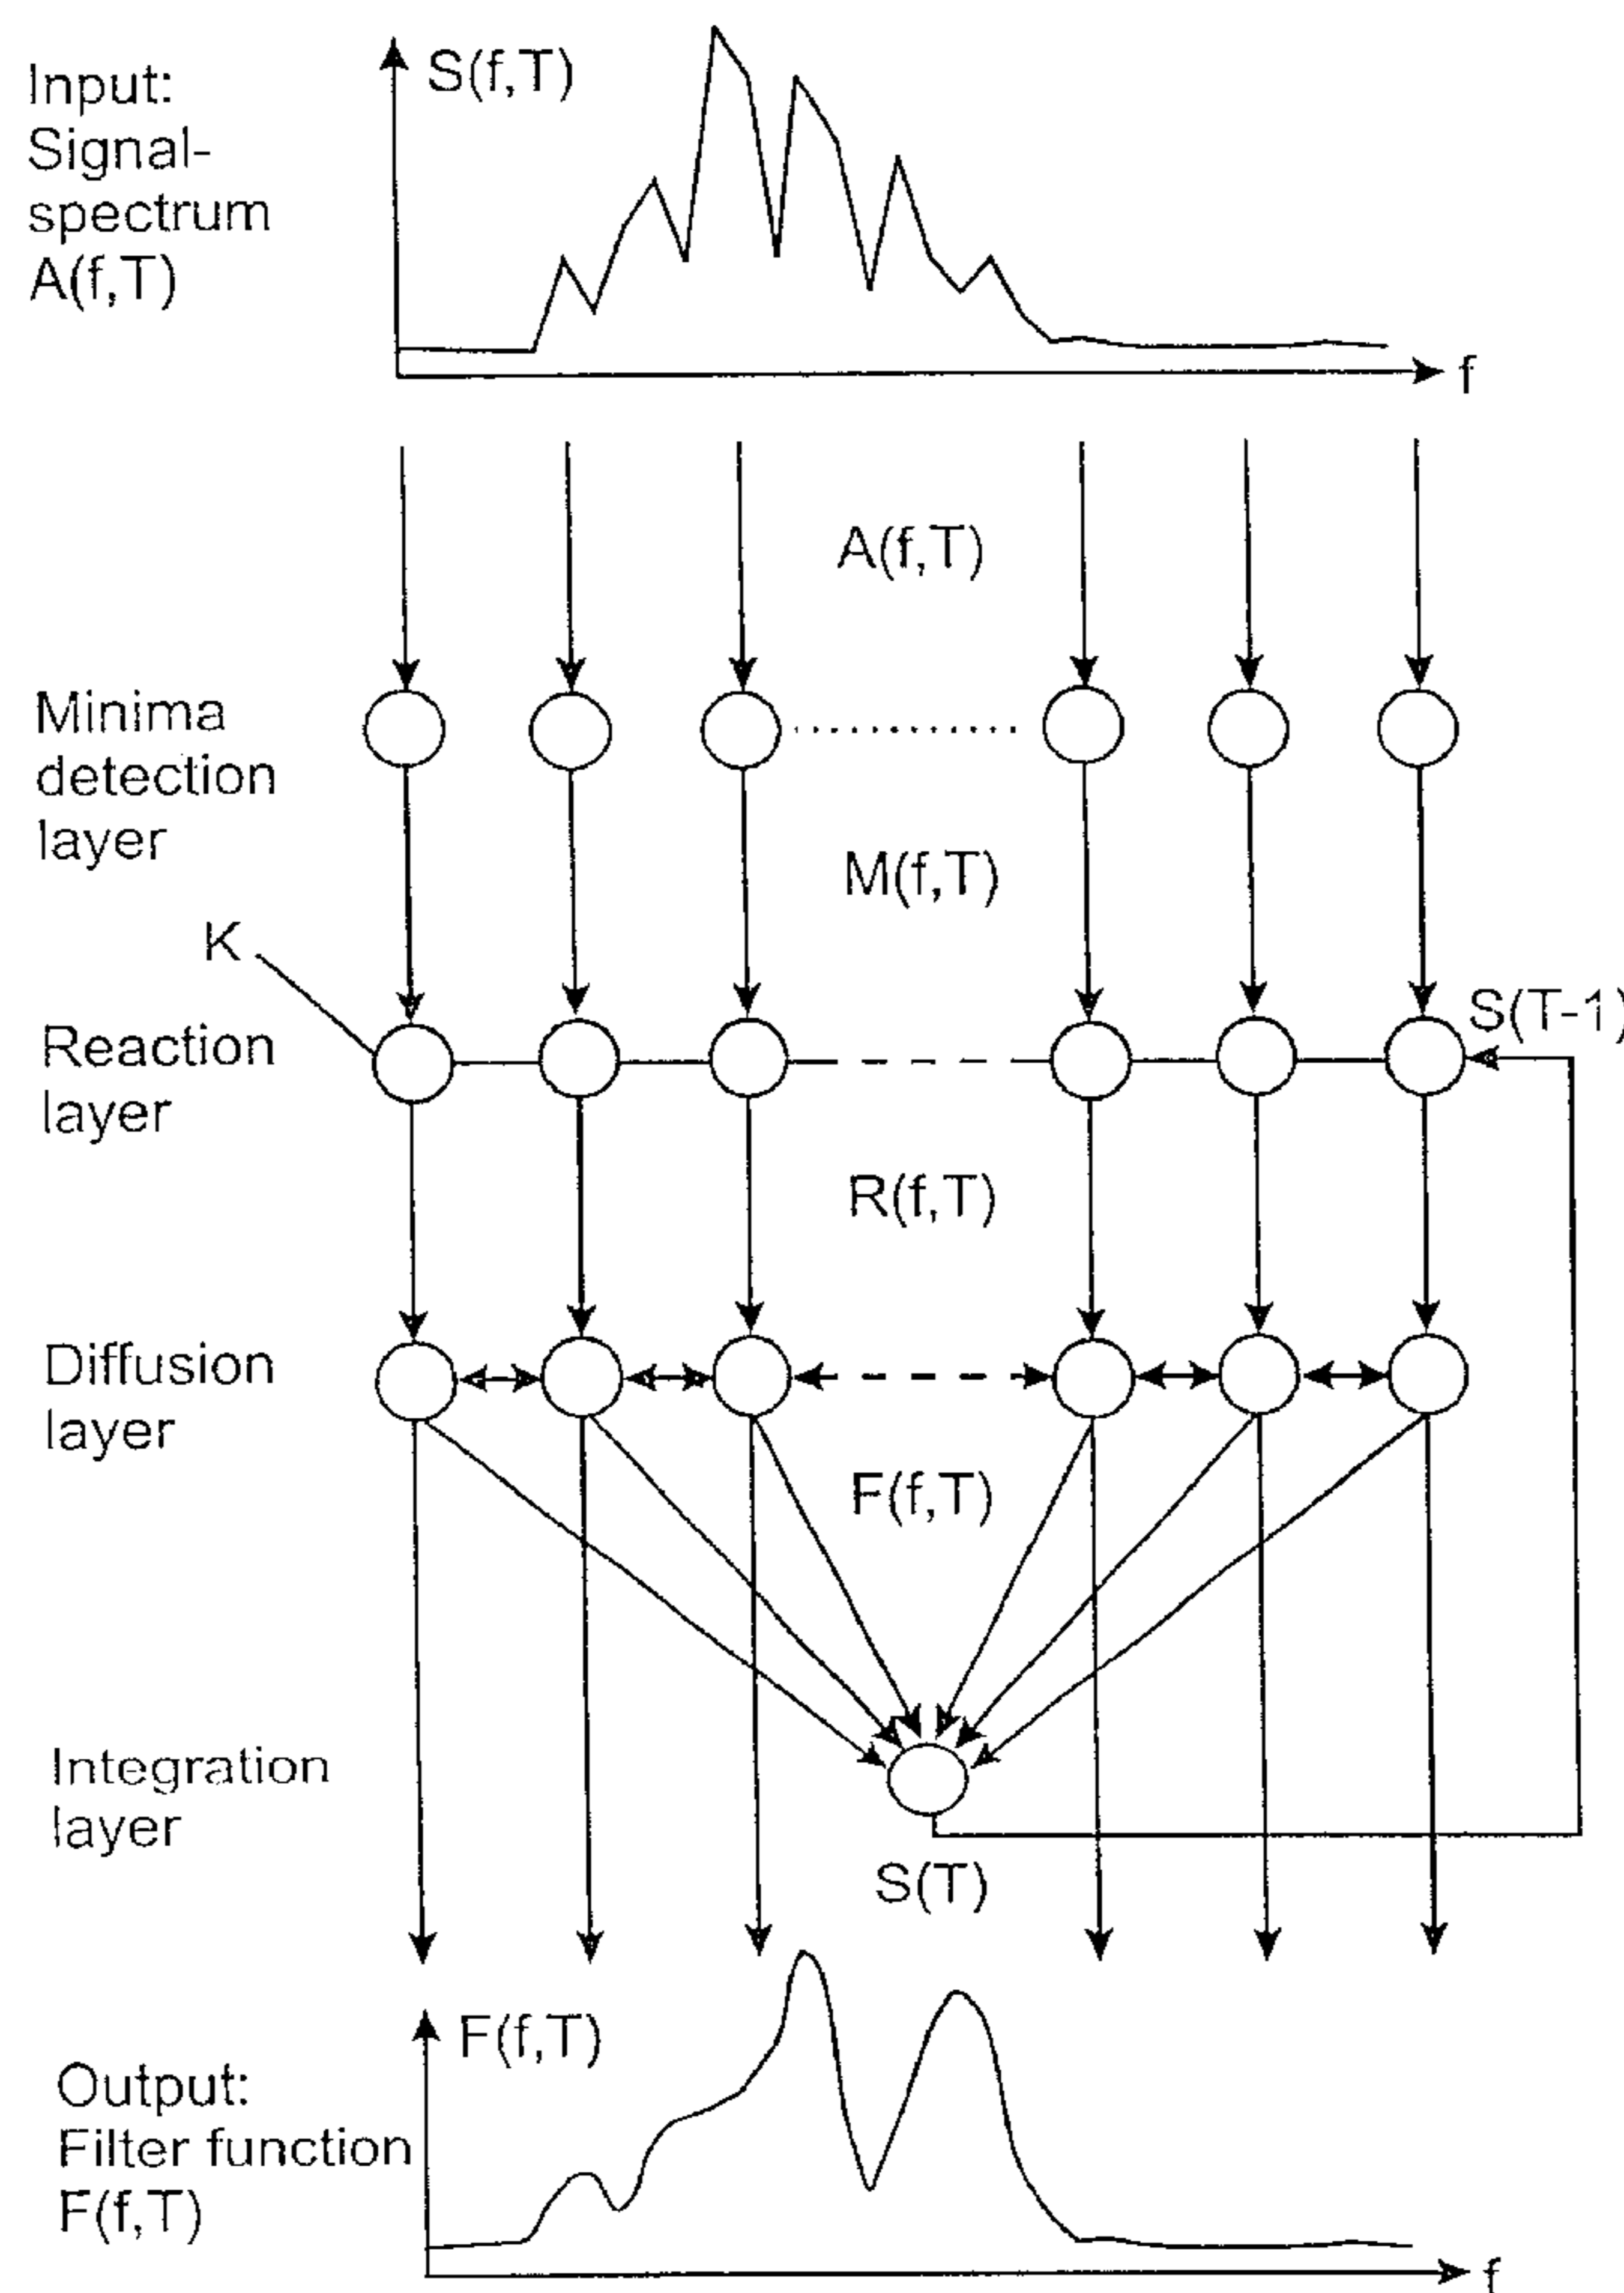 Input:
Signal-
spectrum
A(f,T)
S(f,T)
f
A(f,T)
Minima
detection
layer
M(f,T)
K
Reaction
layer
S(T-1)
R(f,T)
Diffusion
layer
F(f,T)
Integration
layer
S(T)
F(f,T)
Output:
Filter function
F(f,T)
f